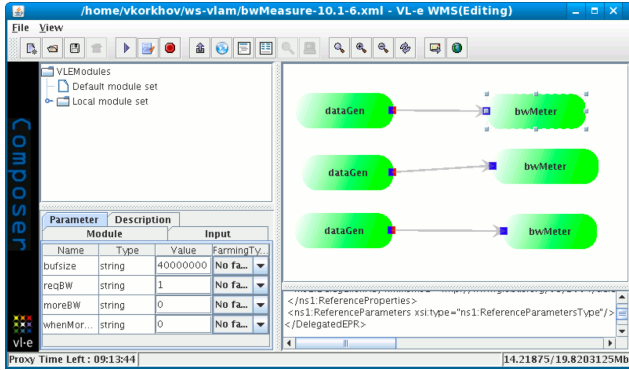 /home/vkorkhov/ws-vlam/bwMeasure-10.1-6.xml - VL-e WMS(Editing)
File View
VLEModules
Default module set
Local module set
Composer
vl·e
dataGen bwMeter
dataGen bwMeter
dataGen bwMeter
Parameter Description
Module Input
Name Type Value FarmingTy...
bufsize string 40000000 No fa...
reqBW string 1 No fa...
moreBW string 0 No fa...
whenMor... string 0 No fa...
</ns1:ReferenceProperties>
<ns1:ReferenceParameters xsi:type="ns1:ReferenceParametersType"/>
</DelegatedEPR>
Proxy Time Left : 09:13:44
14.21875/19.8203125Mb